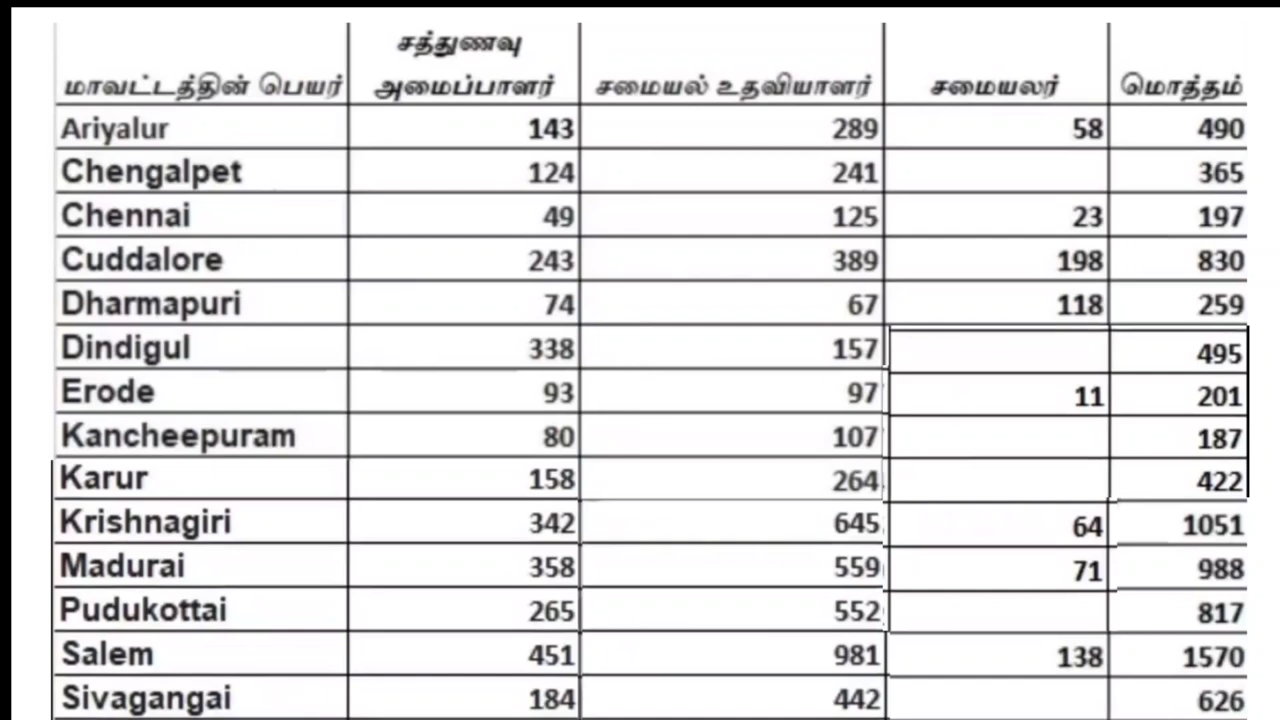 சத்துணவு
மாவட்டத்தின் பெயர் அமைப்பாளர் சமையல் உதவியாளர் சமையலர் மொத்தம்
Ariyalur 143 289 58 490
Chengalpet 124 241 365
Chennai 49 125 23 197
Cuddalore 243 389 198 830
Dharmapuri 74 67 118 259
Dindigul 338 157 495
Erode 93 97 11 201
Kancheepuram 80 107 187
Karur 158 264 422
Krishnagiri 342 645 64 1051
Madurai 358 559 71 988
Pudukottai 265 552 817
Salem 451 981 138 1570
Sivagangai 184 442 626